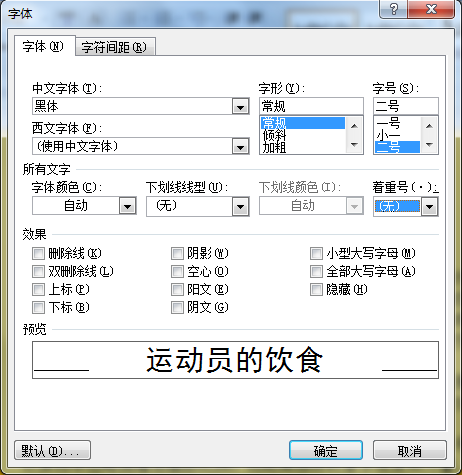 字体
字体(N) 字符间距(R)
中文字体(T): 字形(Y): 字号(S):
黑体 常规 二号
常规 一号
西文字体(F): 倾斜 小一
(使用中文字体) 加粗 二号
所有文字
字体颜色(C): 下划线线型(U): 下划线颜色(I): 着重号(·):
自动 (无) 自动 (无)
效果
删除线(K) 阴影(W) 小型大写字母(M)
双删除线(L) 空心(O) 全部大写字母(A)
上标(P) 阳文(E) 隐藏(H)
下标(B) 阴文(G)
预览
运动员的饮食
默认(D)... 确定 取消